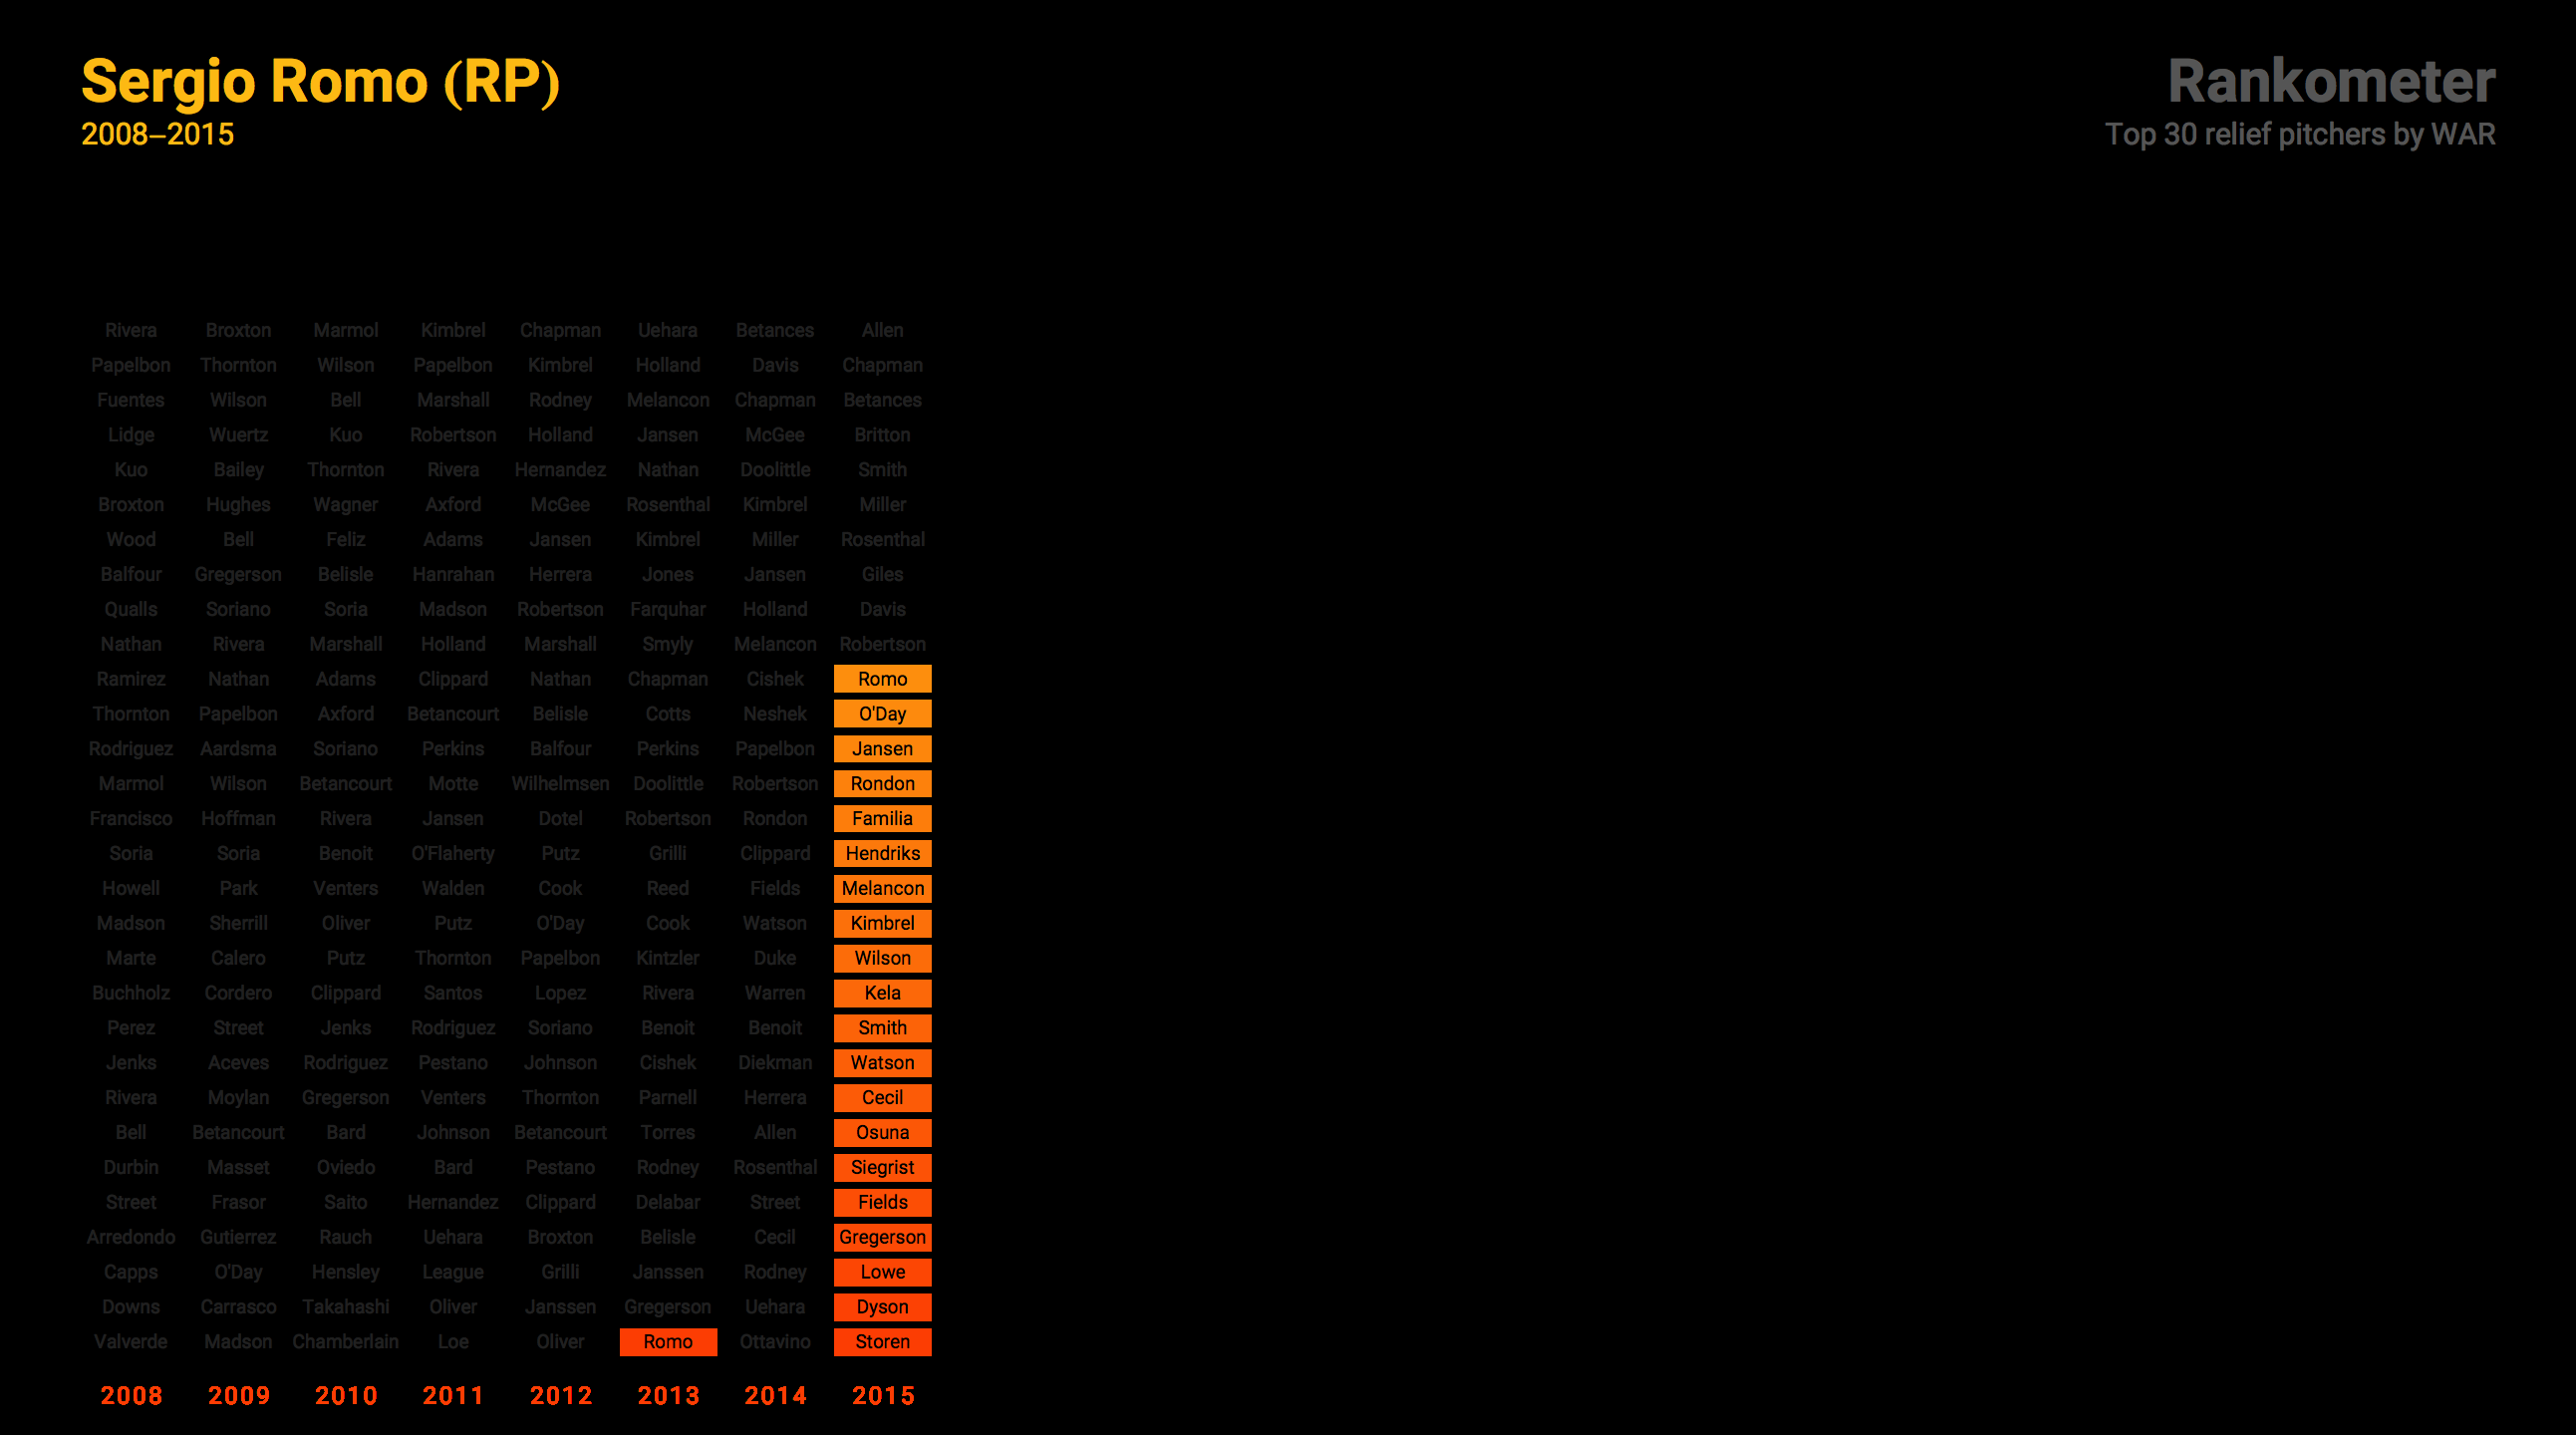 Sergio Romo (RP)
2008–2015
Rankometer
Top 30 relief pitchers by WAR
Rivera Broxton Marmol Kimbrel Chapman Uehara Betances Allen
Papelbon Thornton Wilson Papelbon Kimbrel Holland Davis Chapman
Fuentes Wilson Bell Marshall Rodney Melancon Chapman Betances
Lidge Wuertz Kuo Robertson Holland Jansen McGee Britton
Kuo Bailey Thornton Rivera Hernandez Nathan Doolittle Smith
Broxton Hughes Wagner Axford McGee Rosenthal Kimbrel Miller
Wood Bell Feliz Adams Jansen Kimbrel Miller Rosenthal
Balfour Gregerson Belisle Hanrahan Herrera Jones Jansen Giles
Qualls Soriano Soria Madson Robertson Farquhar Holland Davis
Nathan Rivera Marshall Holland Marshall Smyly Melancon Robertson
Ramirez Nathan Adams Clippard Nathan Chapman Cishek Romo
Thornton Papelbon Axford Betancourt Belisle Cotts Neshek O'Day
Rodriguez Aardsma Soriano Perkins Balfour Perkins Papelbon Jansen
Marmol Wilson Betancourt Motte Wilhelmsen Doolittle Robertson Rondon
Francisco Hoffman Rivera Jansen Dotel Robertson Rondon Familia
Soria Soria Benoit O'Flaherty Putz Grilli Clippard Hendriks
Howell Park Venters Walden Cook Reed Fields Melancon
Madson Sherrill Oliver Putz O'Day Cook Watson Kimbrel
Marte Calero Putz Thornton Papelbon Kintzler Duke Wilson
Buchholz Cordero Clippard Santos Lopez Rivera Warren Kela
Perez Street Jenks Rodriguez Soriano Benoit Benoit Smith
Jenks Aceves Rodriguez Pestano Johnson Cishek Diekman Watson
Rivera Moylan Gregerson Venters Thornton Parnell Herrera Cecil
Bell Betancourt Bard Johnson Betancourt Torres Allen Osuna
Durbin Masset Oviedo Bard Pestano Rodney Rosenthal Siegrist
Street Frasor Saito Hernandez Clippard Delabar Street Fields
Arredondo Gutierrez Rauch Uehara Broxton Belisle Cecil Gregerson
Capps O'Day Hensley League Grilli Janssen Rodney Lowe
Downs Carrasco Takahashi Oliver Janssen Gregerson Uehara Dyson
Valverde Madson Chamberlain Loe Oliver Romo Ottavino Storen
2008 2009 2010 2011 2012 2013 2014 2015